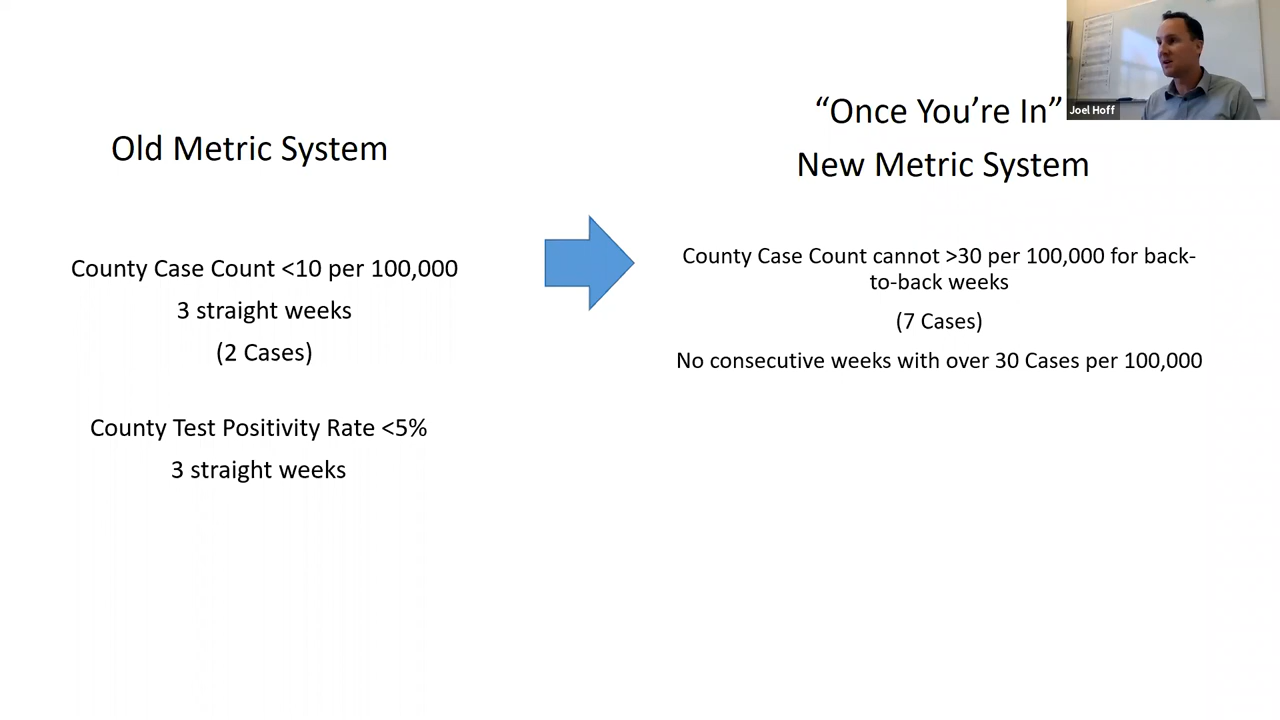 Old Metric System
County Case Count <10 per 100,000
3 straight weeks
(2 Cases)
County Test Positivity Rate <5%
3 straight weeks
“Once You’re In”
New Metric System
County Case Count cannot >30 per 100,000 for back-
to-back weeks
(7 Cases)
No consecutive weeks with over 30 Cases per 100,000
Joel Hoff